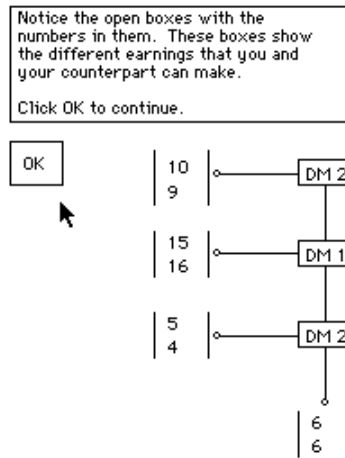 Notice the open boxes with the
numbers in them. These boxes show
the different earnings that you and
your counterpart can make.
Click OK to continue.
OK
10
9
DM 2
15
16
DM 1
5
4
DM 2
6
6